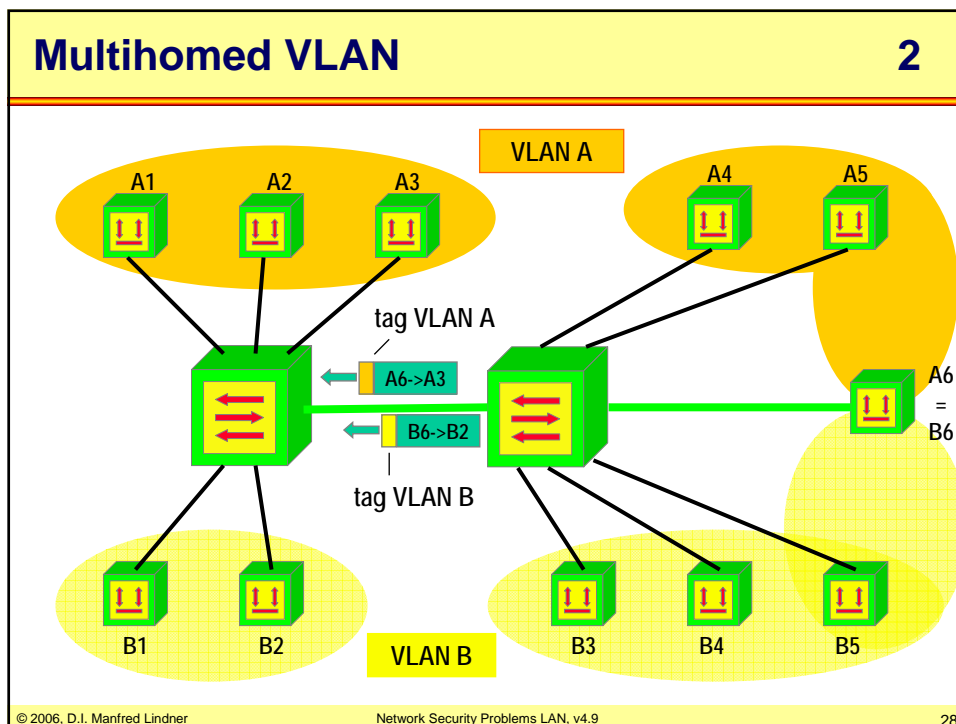 Multihomed VLAN 2
VLAN A
A1 A2 A3 A4 A5
tag VLAN A
A6->A3
A6
=
B6
B6->B2
tag VLAN B
B1 B2 B3 B4 B5
VLAN B
© 2006, D.I. Manfred Lindner Network Security Problems LAN, v4.9 28